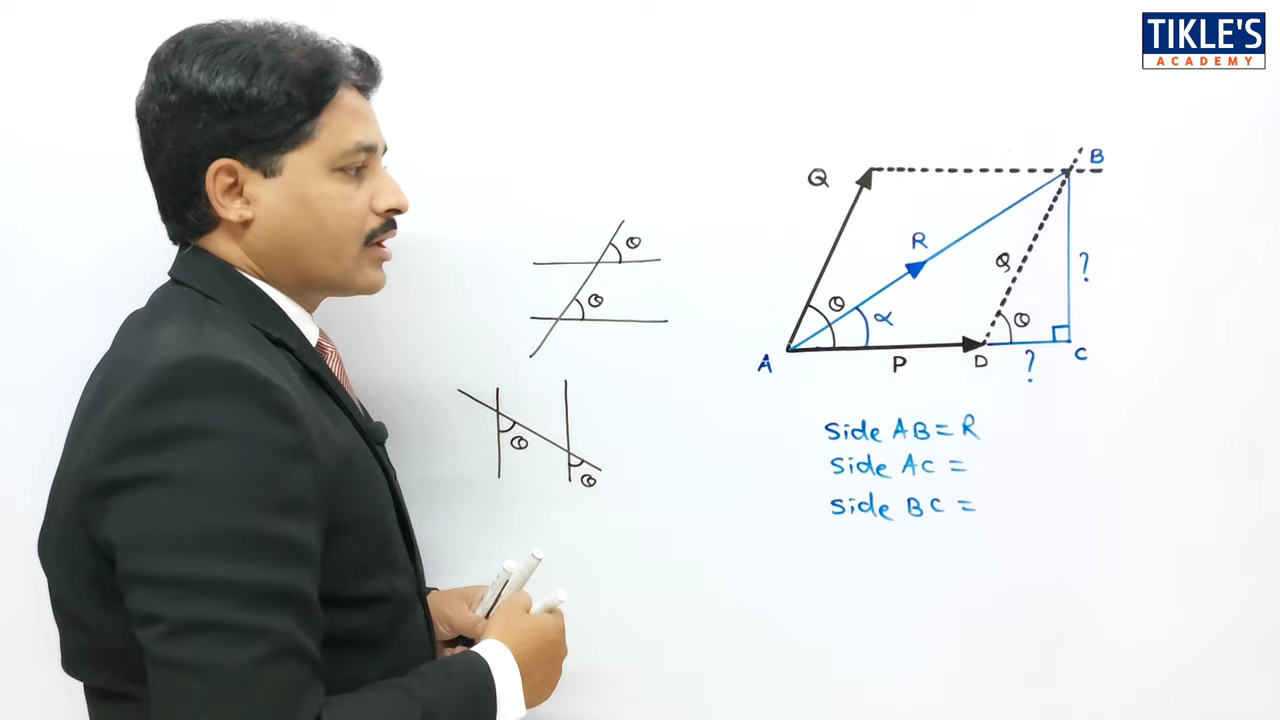 TIKLE'S
ACADEMY
B
Q
θ
R
?
Q
θ
θ
θ
α
θ
A
P
D
?
C
θ
θ
Side AB = R
Side AC =
Side BC =